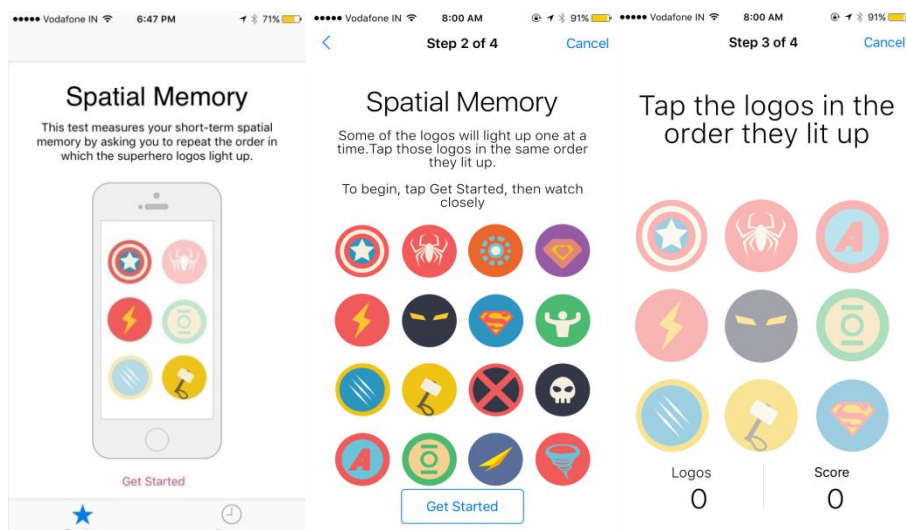 Vodafone IN 6:47 PM 71%
Spatial Memory
This test measures your short-term spatial
memory by asking you to repeat the order in
which the superhero logos light up.
Get Started
Vodafone IN 8:00 AM 91%
Step 2 of 4 Cancel
Spatial Memory
Some of the logos will light up one at a
time.Tap those logos in the same order
they lit up.
To begin, tap Get Started, then watch
closely
A
Get Started
Vodafone IN 8:00 AM 91%
Step 3 of 4 Cancel
Tap the logos in the
order they lit up
A
Logos Score
0 0